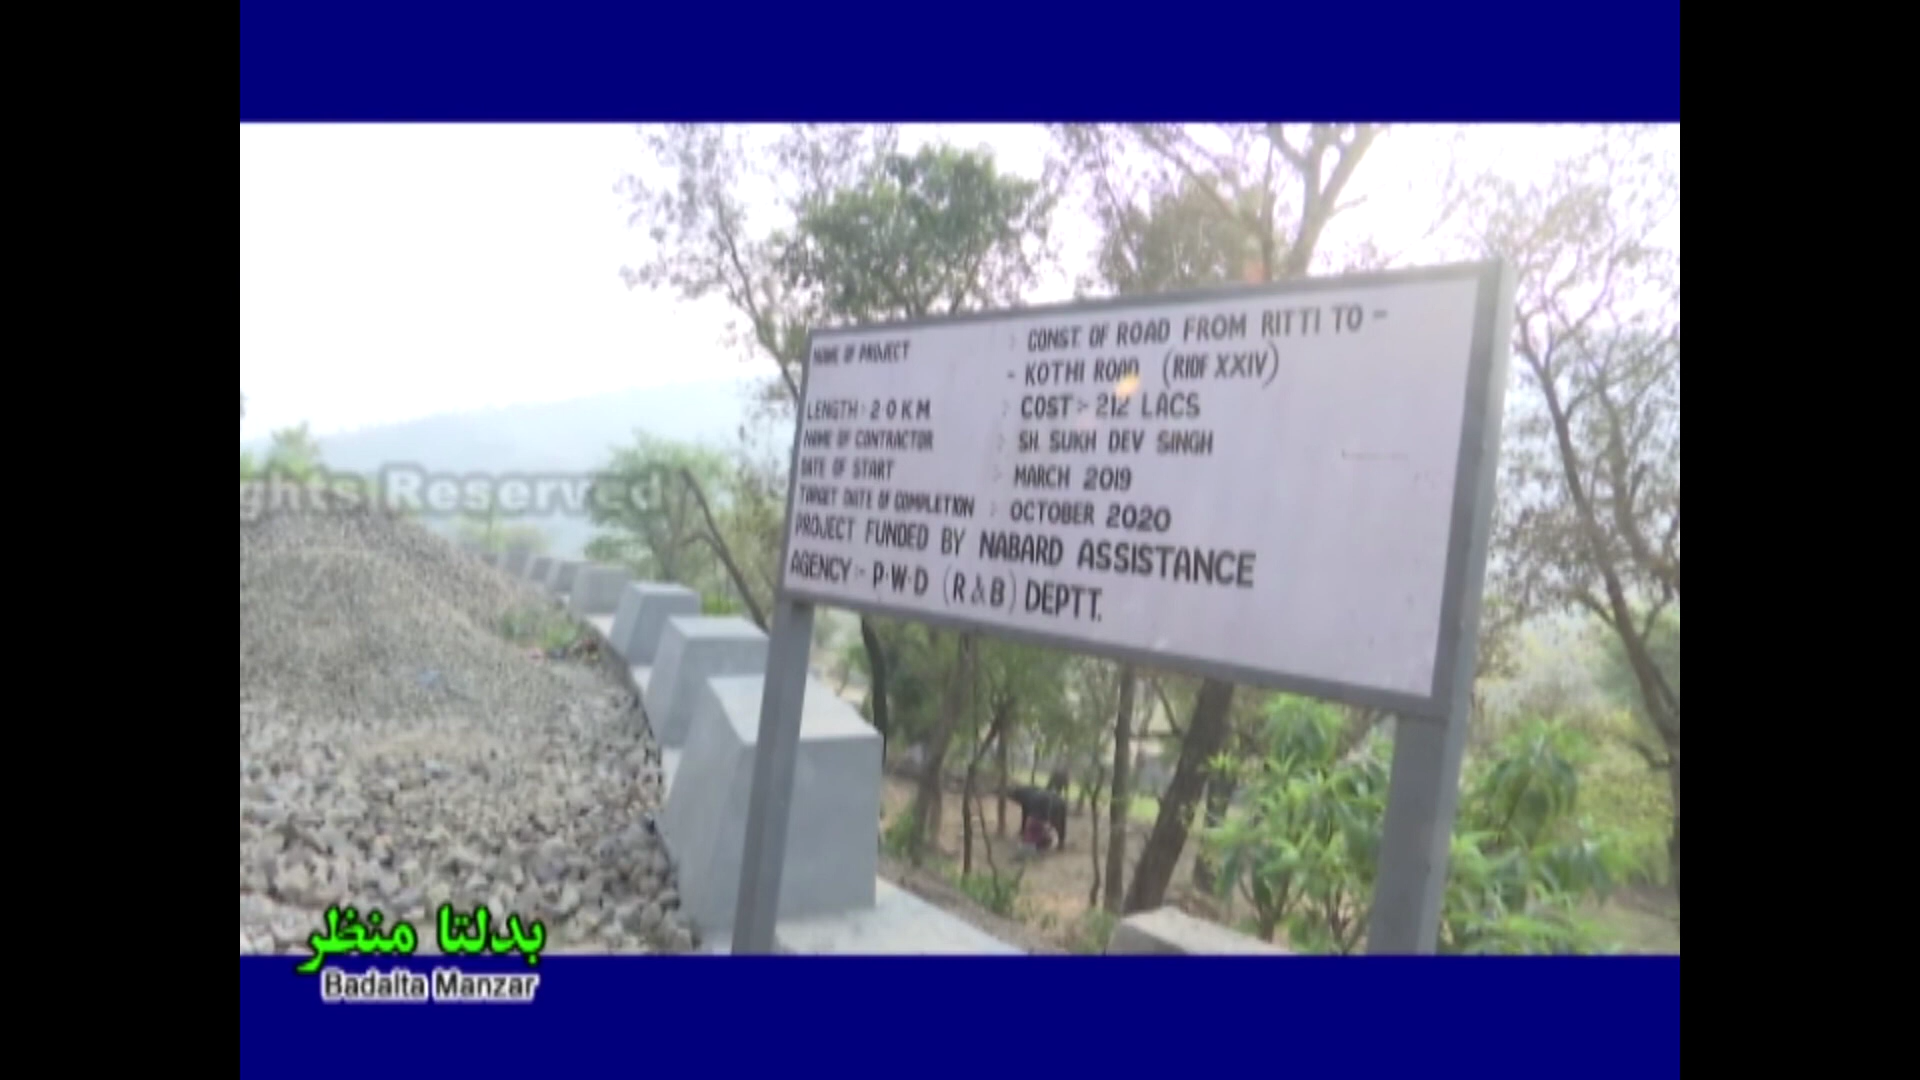 NAME OF PROJECT : CONST. OF ROAD FROM RITTI TO -
- KOTHI ROAD (RIDF XXIV)
LENGTH : 2.0 KM : COST :- 212 LACS
NAME OF CONTRACTOR : SH. SUKH DEV SINGH
DATE OF START : MARCH 2019
TARGET DATE OF COMPLETION : OCTOBER 2020
PROJECT FUNDED BY NABARD ASSISTANCE
AGENCY :- P.W.D (R&B) DEPTT.
ghts Reserved
بدلتا منظر
Badalta Manzar